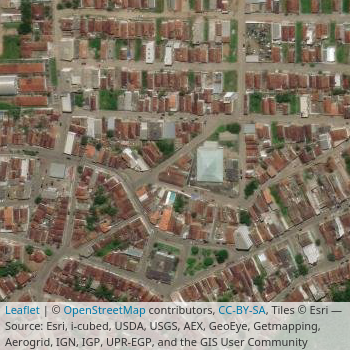 Leaflet | © OpenStreetMap contributors, CC-BY-SA, Tiles © Esri —
Source: Esri, i-cubed, USDA, USGS, AEX, GeoEye, Getmapping,
Aerogrid, IGN, IGP, UPR-EGP, and the GIS User Community